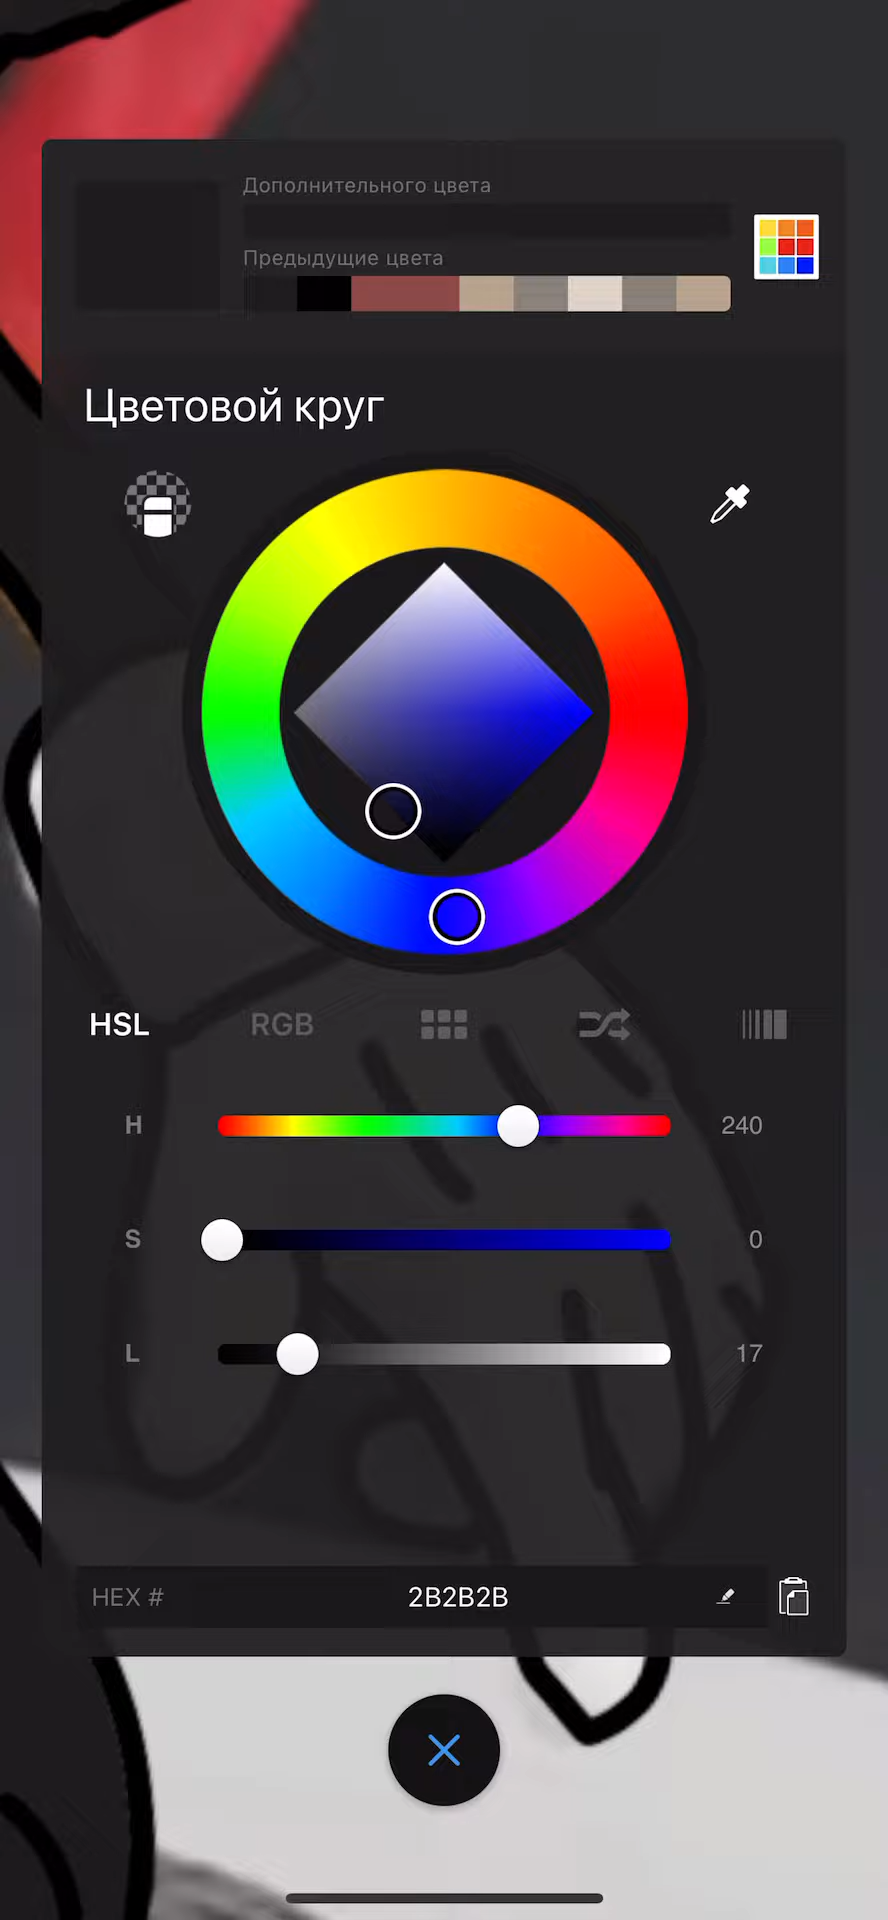 Дополнительного цвета
Предыдущие цвета
Цветовой круг
HSL RGB
H 240
S 0
L 17
HEX # 2B2B2B